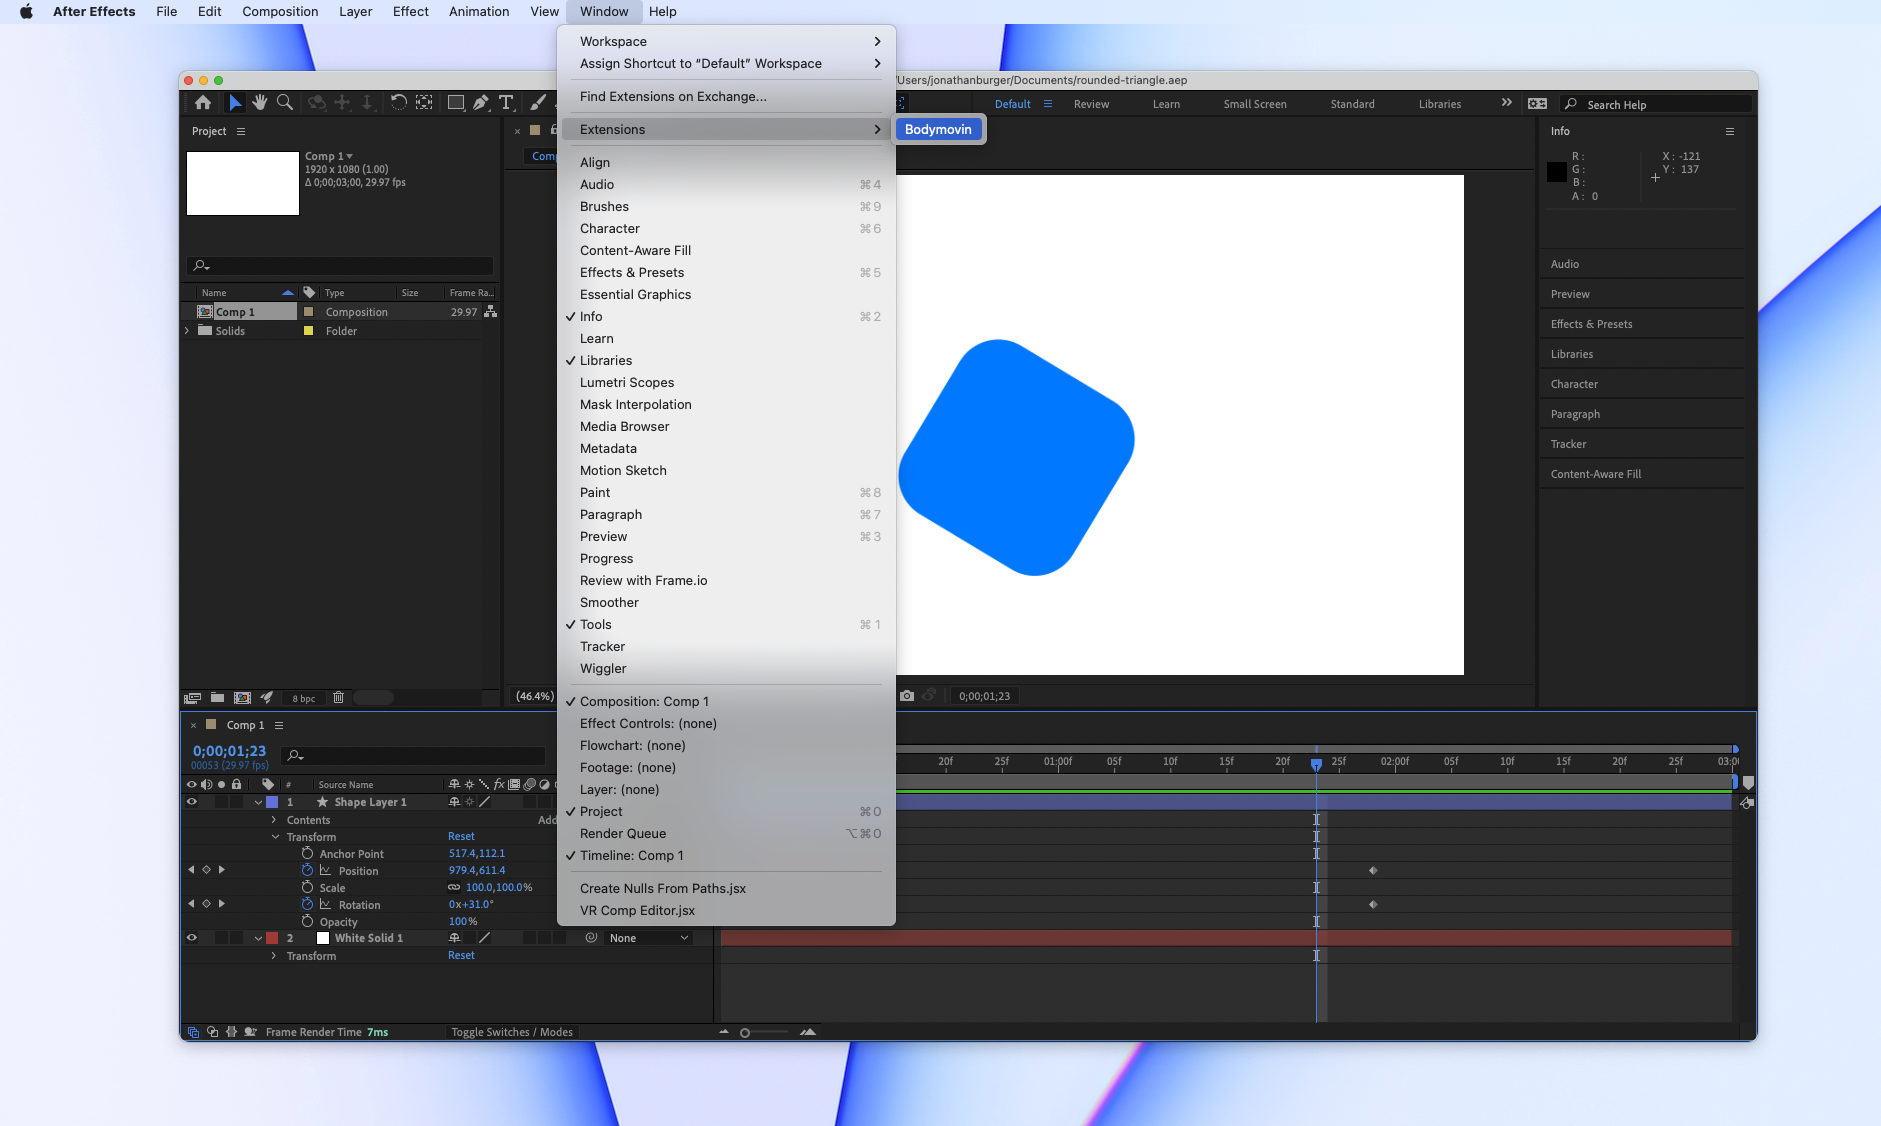 After Effects File Edit Composition Layer Effect Animation View Window Help
Workspace
Assign Shortcut to “Default” Workspace
Find Extensions on Exchange...
Extensions
Bodymovin
Align
Audio ⌘4
Brushes ⌘9
Character ⌘6
Content-Aware Fill
Effects & Presets ⌘5
Essential Graphics
✓ Info ⌘2
Learn
✓ Libraries
Lumetri Scopes
Mask Interpolation
Media Browser
Metadata
Motion Sketch
Paint ⌘8
Paragraph ⌘7
Preview ⌘3
Progress
Review with Frame.io
Smoother
✓ Tools ⌘1
Tracker
Wiggler
✓ Composition: Comp 1
Effect Controls: (none)
Flowchart: (none)
Footage: (none)
Layer: (none)
✓ Project ⌘0
Render Queue ⌥⌘0
✓ Timeline: Comp 1
Create Nulls From Paths.jsx
VR Comp Editor.jsx
/Users/jonathanburger/Documents/rounded-triangle.aep
Default Review Learn Small Screen Standard Libraries Search Help
Project
Comp 1
1920 x 1080 (1.00)
Δ 0;00;03;00, 29.97 fps
Name Type Size Frame Ra...
Comp 1 Composition 29.97
Solids Folder
8 bpc
Comp
(46.4%)
0;00;01;23
Info
R: X: -121
G: Y: 137
B:
A: 0
Audio
Preview
Effects & Presets
Libraries
Character
Paragraph
Tracker
Content-Aware Fill
Comp 1
0;00;01;23
00053 (29.97 fps)
20f 25f 01:00f 05f 10f 15f 20f 25f 02:00f 05f 10f 15f 20f 25f 03:0
# Source Name fx
1 Shape Layer 1
Contents Add
Transform Reset
Anchor Point 517.4,112.1
Position 979.4,611.4
Scale 100.0,100.0%
Rotation 0x+31.0°
Opacity 100%
2 White Solid 1 None
Transform Reset
Frame Render Time 7ms Toggle Switches / Modes